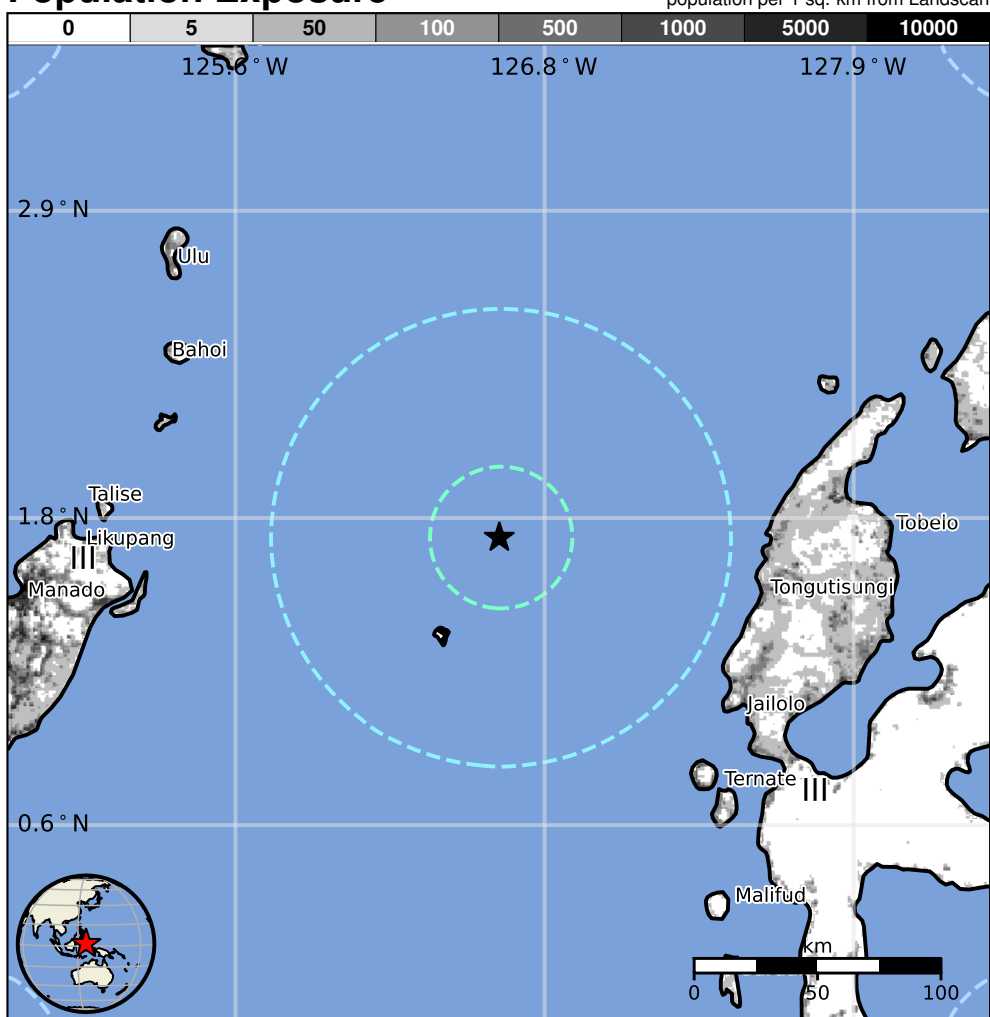 Population Exposure
population per 1 sq. km from Landscan
0 5 50 100 500 1000 5000 10000
125.6°W 126.8°W 127.9°W
2.9°N
Ulu
Bahoi
Talise
1.8°N
Tobelo
Likupang
III
Manado
Tongutisungi
Jailolo
Ternate
III
0.6°N
Malifud
km
0 50 100